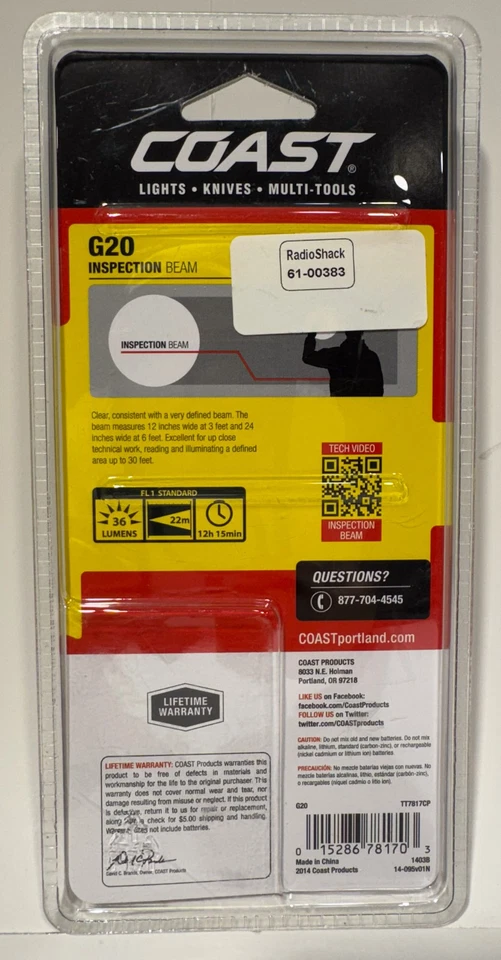 COAST®
LIGHTS • KNIVES • MULTI-TOOLS
G20
INSPECTION BEAM
RadioShack
61-00383
INSPECTION BEAM
Clear, consistent with a very defined beam. The
beam measures 12 inches wide at 3 feet and 24
inches wide at 6 feet. Excellent for up close
technical work, reading and illuminating a defined
area up to 30 feet.
FL1 STANDARD
36
LUMENS
22m
12h 15min
TECH VIDEO
INSPECTION
BEAM
QUESTIONS?
877-704-4545
COASTportland.com
COAST PRODUCTS
8033 N.E. Holman
Portland, OR 97218
LIKE US on Facebook:
facebook.com/CoastProducts
FOLLOW US on Twitter:
twitter.com/COASTproducts
CAUTION: Do not mix old and new batteries. Do not mix
alkaline, lithium, standard (carbon-zinc), or rechargeable
(nickel cadmium or lithium ion) batteries.
PRECAUCIÓN: No mezcle baterías viejas con nuevas. No
mezcle baterías alcalinas, litio, estándar (carbón-zinc),
o recargables (níquel cadmio o litio ion).
LIFETIME
WARRANTY
LIFETIME WARRANTY: COAST Products warranties this
product to be free of defects in materials and
workmanship for the life to the original purchaser. This
warranty does not cover normal wear and tear, nor
damage resulting from misuse or neglect. If this product
is defective, return it to us for repair or replacement,
along with a check for $5.00 shipping and handling.
Warranty does not include batteries.
David C. Brands, Owner, COAST Products
G20
TT7817CP
0 15286 78170 3
Made in China
1403B
2014 Coast Products
14-095v01N